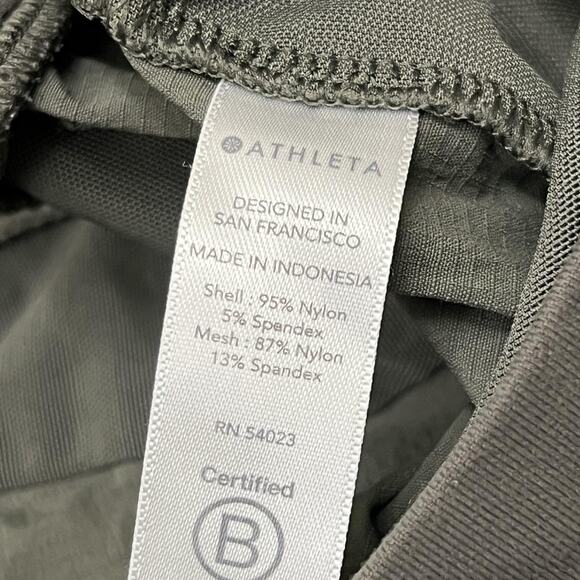 ATHLETA
DESIGNED IN
SAN FRANCISCO
MADE IN INDONESIA
Shell : 95% Nylon
5% Spandex
Mesh : 87% Nylon
13% Spandex
RN 54023
Certified
B